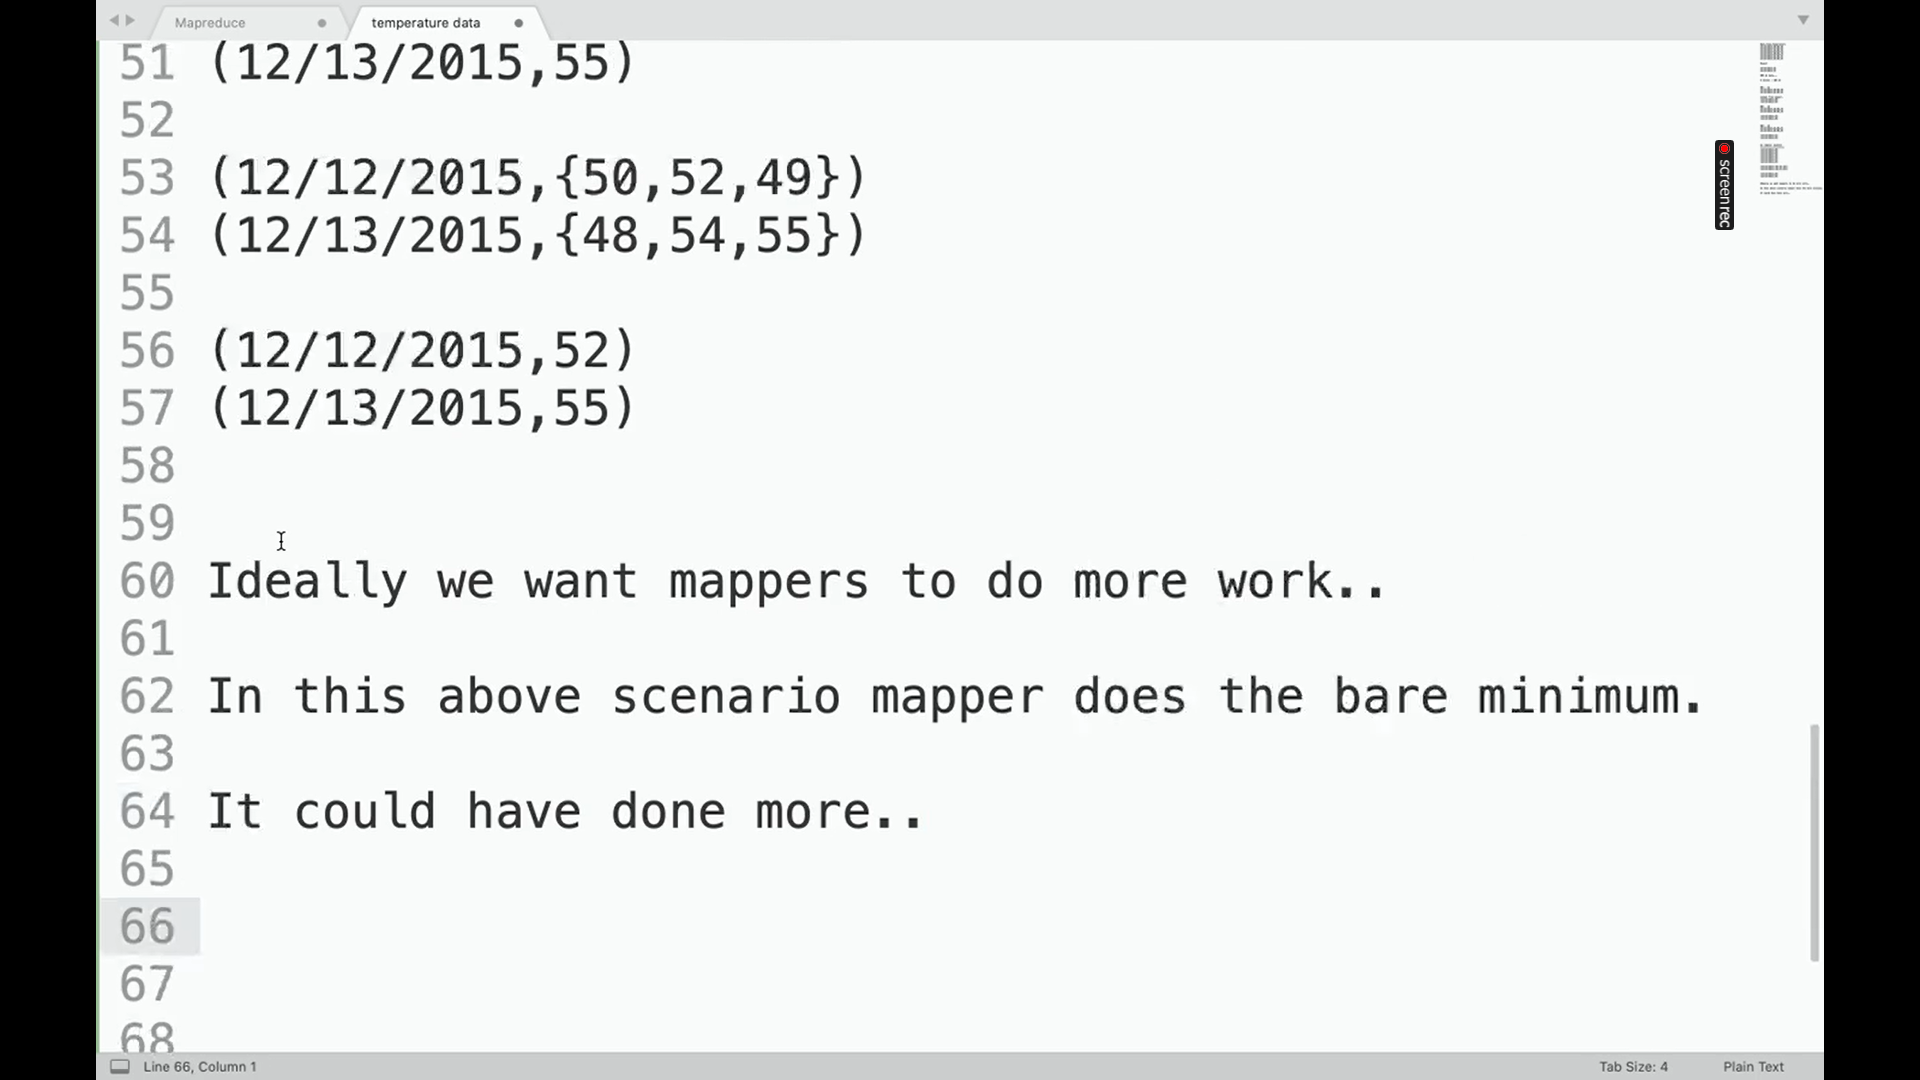 Mapreduce
temperature data
51 (12/13/2015,55)
52
53 (12/12/2015,{50,52,49})
54 (12/13/2015,{48,54,55})
55
56 (12/12/2015,52)
57 (12/13/2015,55)
58
59
60 Ideally we want mappers to do more work..
61
62 In this above scenario mapper does the bare minimum.
63
64 It could have done more..
65
66
67
68
screenrec
Line 66, Column 1
Tab Size: 4
Plain Text